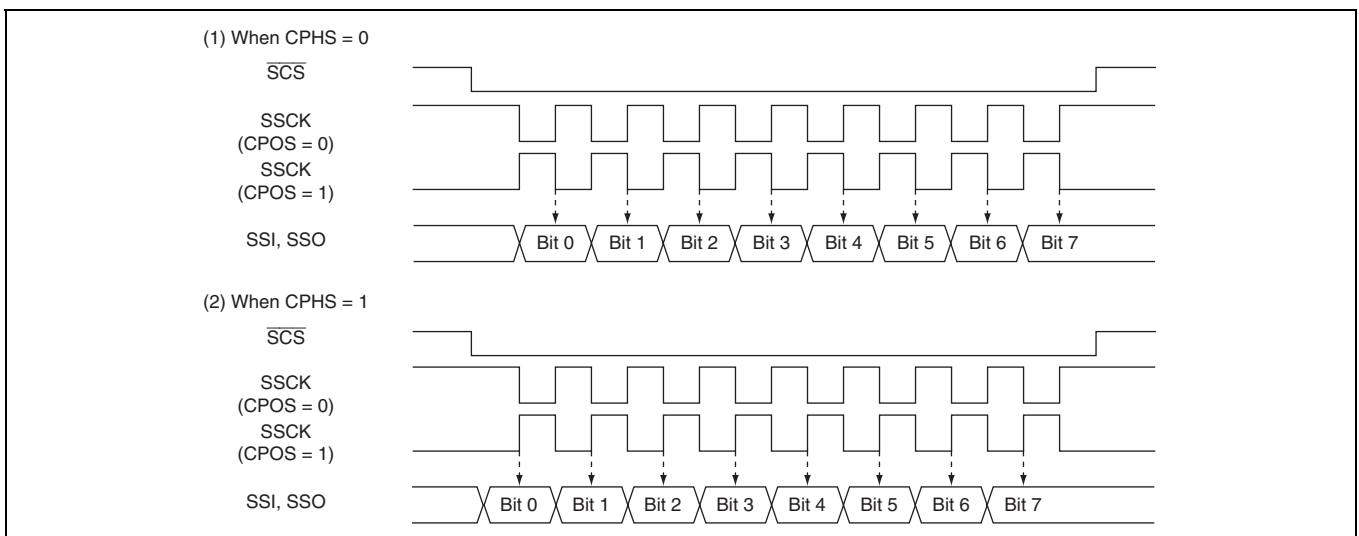 (1) When CPHS = 0
SCS
SSCK
(CPOS = 0)
SSCK
(CPOS = 1)
SSI, SSO
Bit 0 Bit 1 Bit 2 Bit 3 Bit 4 Bit 5 Bit 6 Bit 7
(2) When CPHS = 1
SCS
SSCK
(CPOS = 0)
SSCK
(CPOS = 1)
SSI, SSO
Bit 0 Bit 1 Bit 2 Bit 3 Bit 4 Bit 5 Bit 6 Bit 7